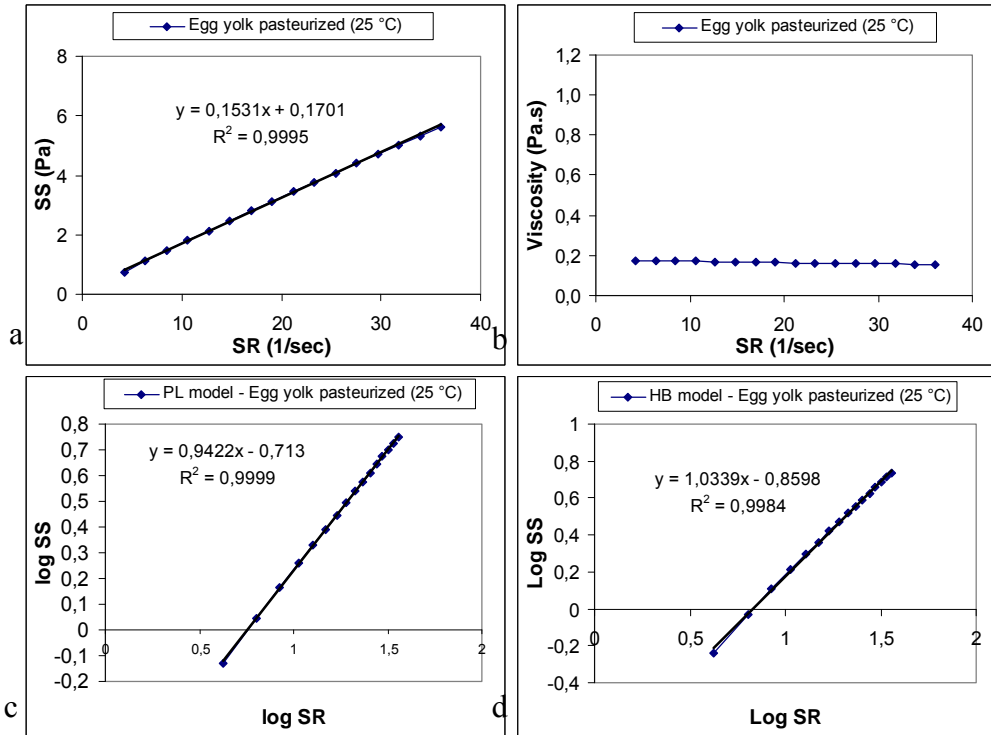 Egg yolk pasteurized (25 °C)
8
6
4
2
0
SS (Pa)
y = 0,1531x + 0,1701
R² = 0,9995
0 10 20 30 40
SR (1/sec)
a
Egg yolk pasteurized (25 °C)
1,2
1,0
0,8
0,6
0,4
0,2
0,0
Viscosity (Pa.s)
0 10 20 30 40
SR (1/sec)
b
PL model - Egg yolk pasteurized (25 °C)
0,8
0,7
0,6
0,5
0,4
0,3
0,2
0,1
0
-0,1
-0,2
log SS
y = 0,9422x - 0,713
R² = 0,9999
0 0,5 1 1,5 2
log SR
c
HB model - Egg yolk pasteurized (25 °C)
1
0,8
0,6
0,4
0,2
0
-0,2
-0,4
Log SS
y = 1,0339x - 0,8598
R² = 0,9984
0 0,5 1 1,5 2
Log SR
d